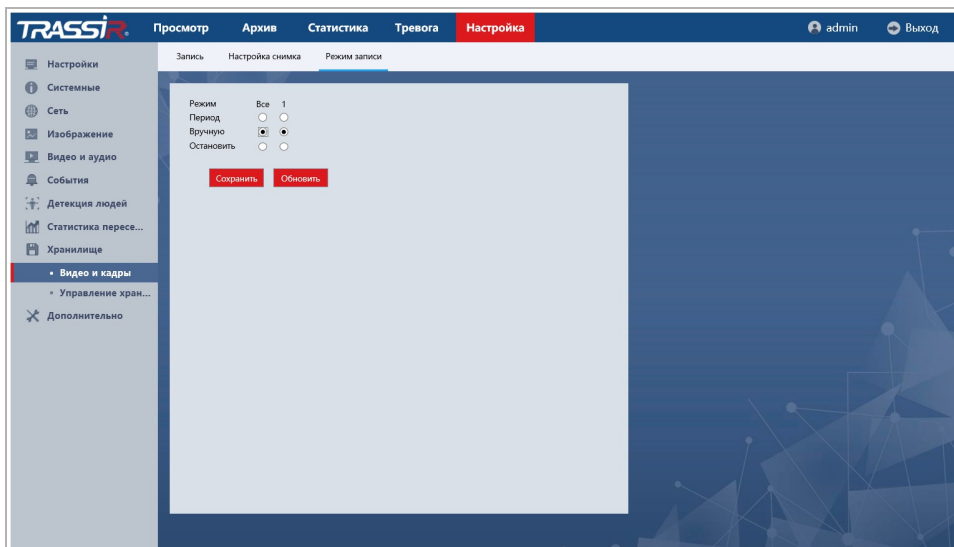 TRASSIR® Просмотр Архив Статистика Тревога Настройка admin Выход
Запись Настройка снимка Режим записи
Настройки
Системные
Сеть
Изображение
Видео и аудио
События
Детекция людей
Статистика пересе...
Хранилище
• Видео и кадры
• Управление хран...
Дополнительно
Режим Все 1
Период
Вручную
Остановить
Сохранить Обновить